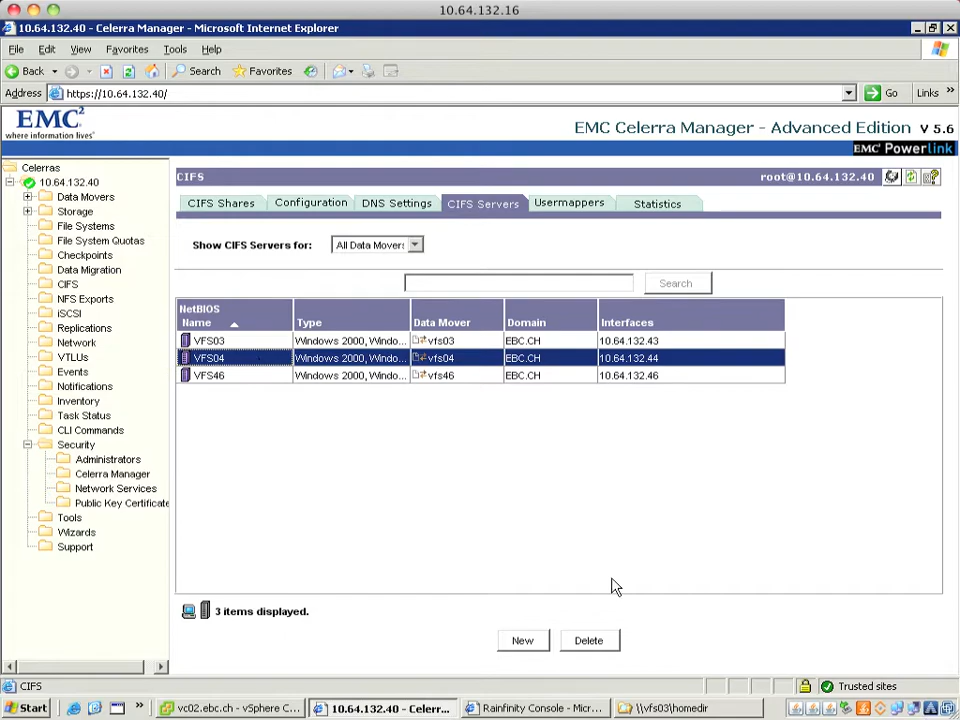 10.64.132.16
10.64.132.40 - Celerra Manager - Microsoft Internet Explorer
File Edit View Favorites Tools Help
Back Search Favorites
Address https://10.64.132.40/ Go Links »
EMC²
where information lives®
EMC Celerra Manager - Advanced Edition V 5.6
EMC² Powerlink
Celerras
10.64.132.40
Data Movers
Storage
File Systems
File System Quotas
Checkpoints
Data Migration
CIFS
NFS Exports
iSCSI
Replications
Network
VTLUs
Events
Notifications
Inventory
Task Status
CLI Commands
Security
Administrators
Celerra Manager
Network Services
Public Key Certificate
Tools
Wizards
Support
CIFS root@10.64.132.40
CIFS Shares Configuration DNS Settings CIFS Servers Usermappers Statistics
Show CIFS Servers for: All Data Movers
Search
NetBIOS
Name Type Data Mover Domain Interfaces
VFS03 Windows 2000, Windo... vfs03 EBC.CH 10.64.132.43
VFS04 Windows 2000, Windo... vfs04 EBC.CH 10.64.132.44
VFS46 Windows 2000, Windo... vfs46 EBC.CH 10.64.132.46
3 items displayed.
New Delete
CIFS Trusted sites
Start » vc02.ebc.ch - vSphere C... 10.64.132.40 - Celerr... Rainfinity Console - Micr... \\vfs03\homedir